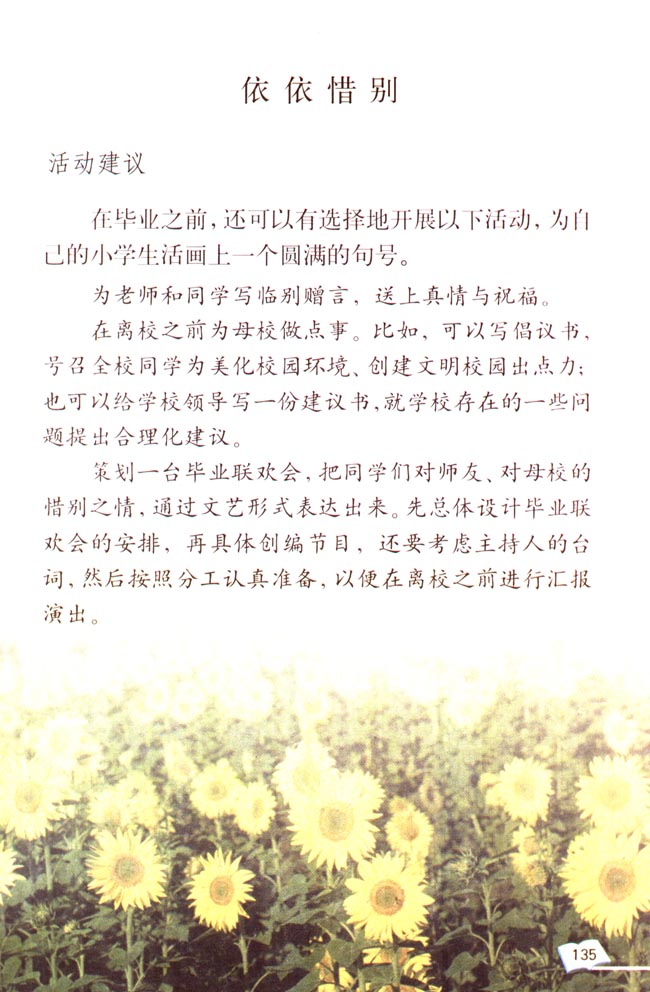 依依惜别
活动建议
在毕业之前，还可以有选择地开展以下活动，为自
己的小学生活画上一个圆满的句号。
为老师和同学写临别赠言，送上真情与祝福。
在离校之前为母校做点事。比如，可以写倡议书，
号召全校同学为美化校园环境、创建文明校园出点力；
也可以给学校领导写一份建议书，就学校存在的一些问
题提出合理化建议。
策划一台毕业联欢会，把同学们对师友、对母校的
惜别之情，通过文艺形式表达出来。先总体设计毕业联
欢会的安排，再具体创编节目，还要考虑主持人的台
词，然后按照分工认真准备，以便在离校之前进行汇报
演出。
135